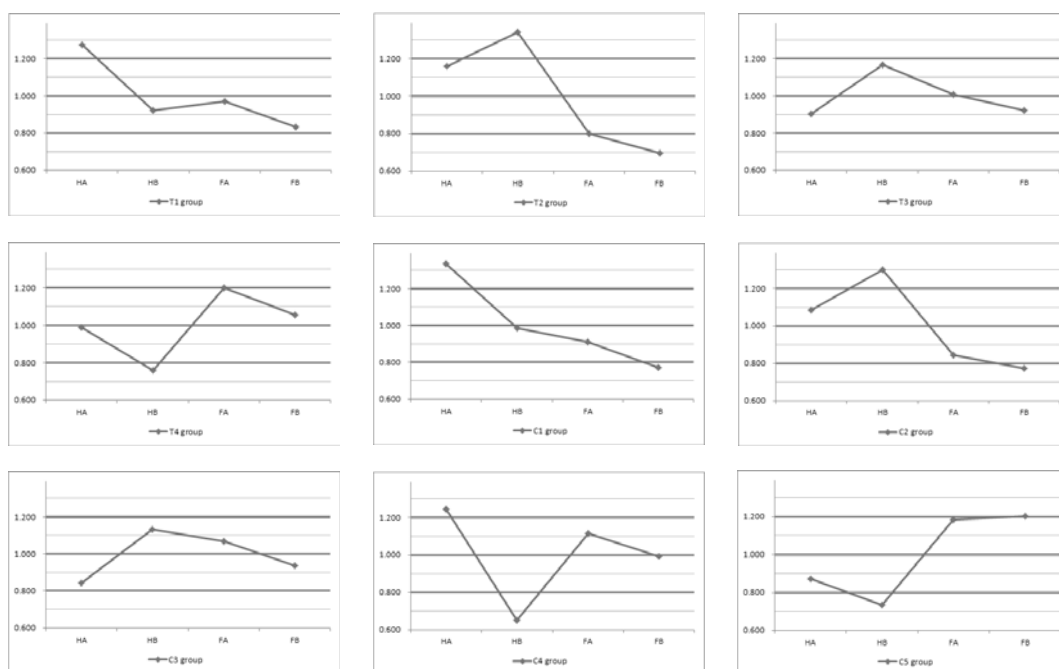 1.200
1.000
0.800
0.600
HA HB FA FB
T1 group
1.200
1.000
0.800
0.600
HA HB FA FB
T2 group
1.200
1.000
0.800
0.600
HA HB FA FB
T3 group
1.200
1.000
0.800
0.600
HA HB FA FB
T4 group
1.200
1.000
0.800
0.600
HA HB FA FB
C1 group
1.200
1.000
0.800
0.600
HA HB FA FB
C2 group
1.200
1.000
0.800
0.600
HA HB FA FB
C3 group
1.200
1.000
0.800
0.600
HA HB FA FB
C4 group
1.200
1.000
0.800
0.600
HA HB FA FB
C5 group